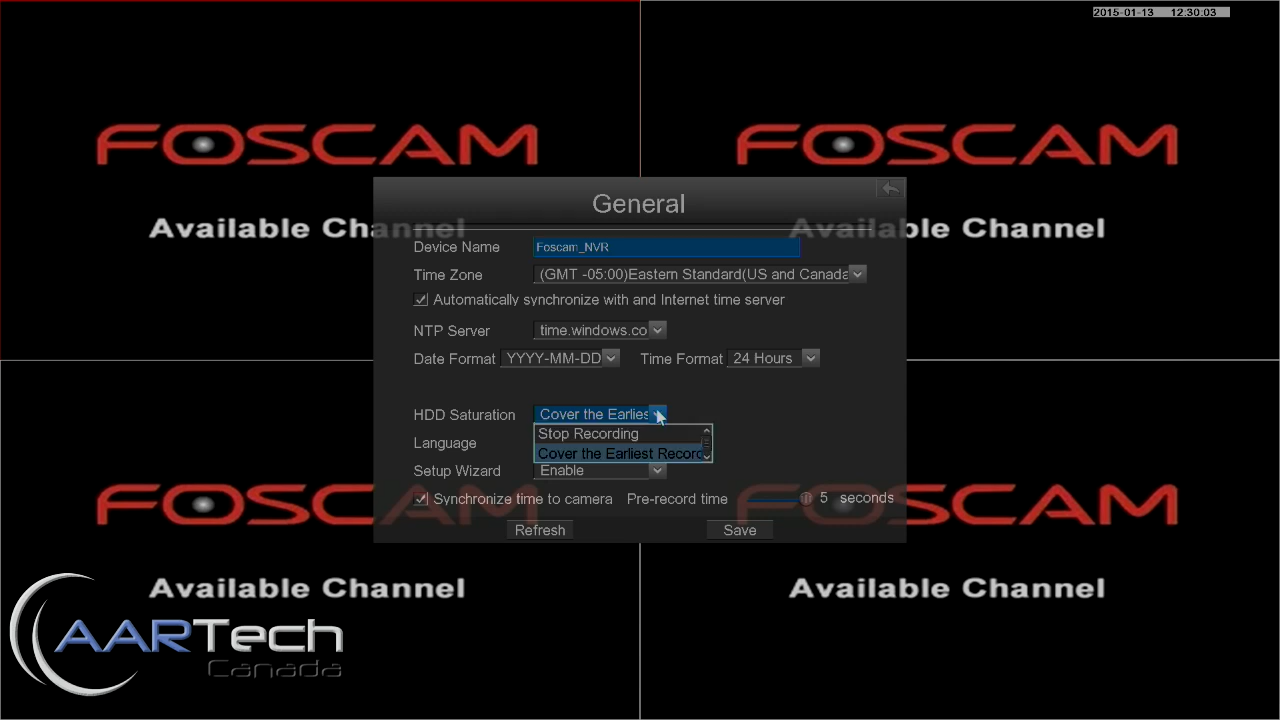 2015-01-13 12:30:03
FOSCAM
FOSCAM
Available Channel
Available Channel
General
Device Name Foscam_NVR
Time Zone (GMT -05:00)Eastern Standard(US and Canada
Automatically synchronize with and Internet time server
NTP Server time.windows.co
Date Format YYYY-MM-DD Time Format 24 Hours
HDD Saturation Cover the Earlies
Stop Recording
Language
Cover the Earliest Recor
Setup Wizard Enable
Synchronize time to camera Pre-record time 5 seconds
Refresh Save
FOSCAM
FOSCAM
Available Channel
Available Channel
AARTech
Canada